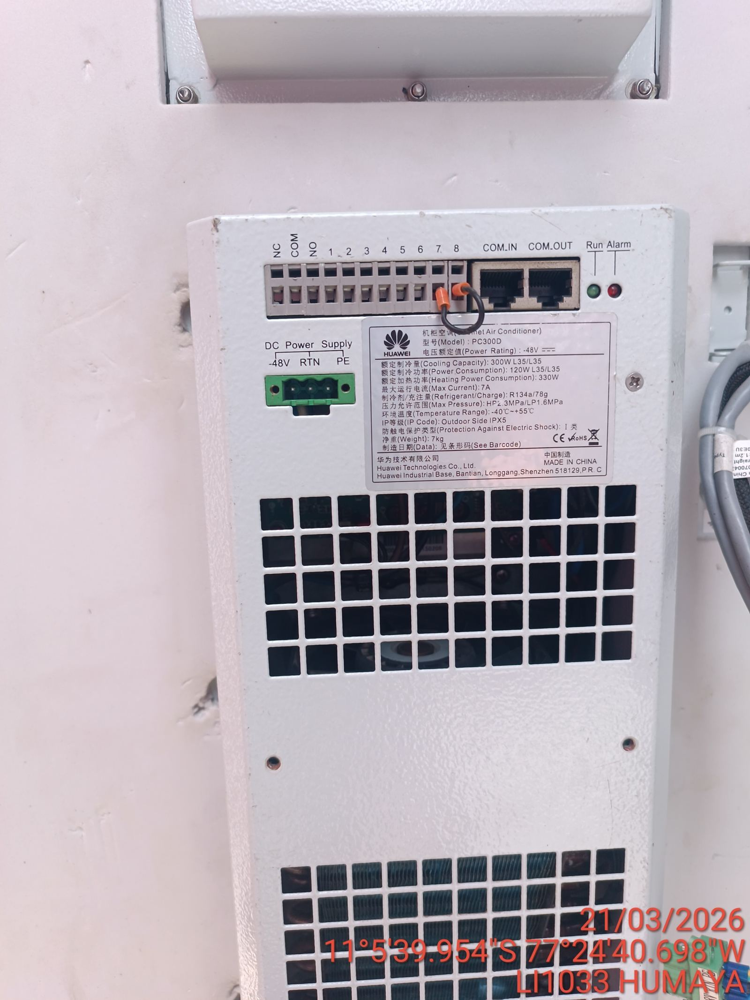 NC COM NO 1 2 3 4 5 6 7 8 COM-IN COM-OUT Run Alarm
DC Power Supply
-48V RTN PE
HUAWEI
机柜空调 net Air Conditioner)
型号(Model) : PC300D
电压额定值(Power Rating) : -48V
额定制冷量(Cooling Capacity): 300W L35/L35
额定制冷功率(Power Consumption): 120W L35/L35
额定加热功率(Heating Power Consumption): 330W
最大运行电流(Max Current): 7A
制冷剂/充注量(Refrigerant/Charge): R134a/78g
压力允许范围(Max Pressure): HP2.3MPa/LP1.6MPa
环境温度(Temperature Range): -40℃~+55℃
IP等级(IP Code): Outdoor Side IPX5
防触电保护类型(Protection Against Electric Shock): I 类
净重(Weight): 7kg
CE RoHS
制造日期(Data): 见条形码(See Barcode)
华为技术有限公司 中国制造
Huawei Technologies Co., Ltd. MADE IN CHINA
Huawei Industrial Base, Bantian, Longgang,Shenzhen 518129,P.R.C
Type
1.2m
21/03/2026
11°5'39.954"S 77°24'40.698"W
LI1033 HUMAYA